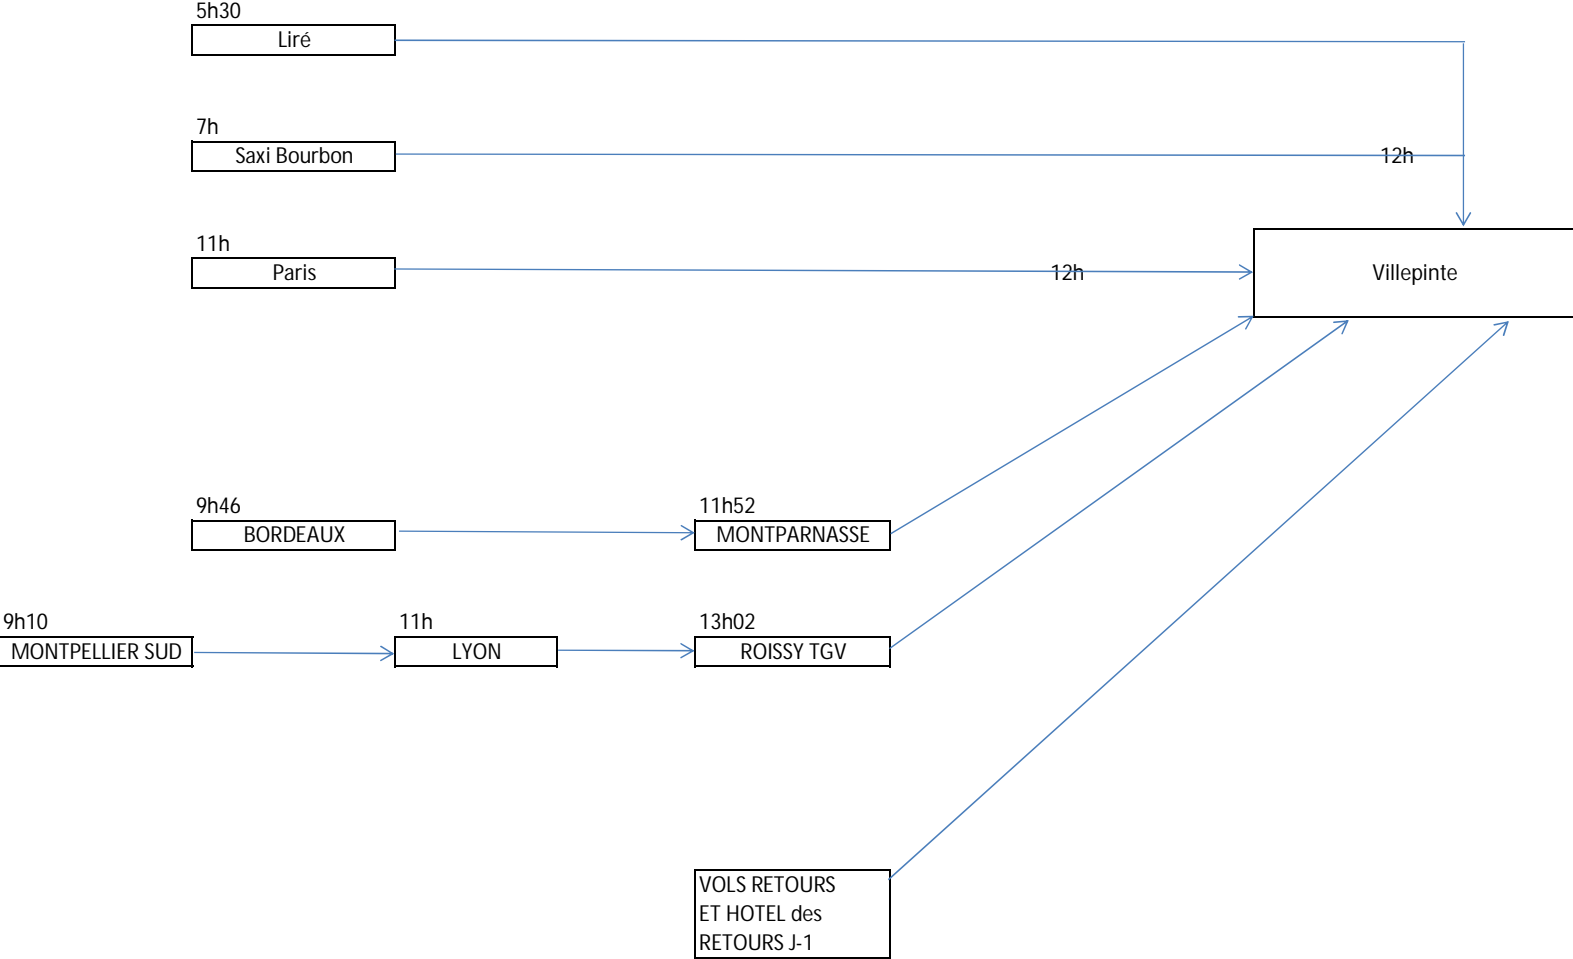 5h30
Liré
7h
Saxi Bourbon
12h
11h
Paris
12h
Villepinte
9h46
11h52
BORDEAUX
MONTPARNASSE
9h10
11h
13h02
MONTPELLIER SUD
LYON
ROISSY TGV
VOLS RETOURS
ET HOTEL des
RETOURS J-1